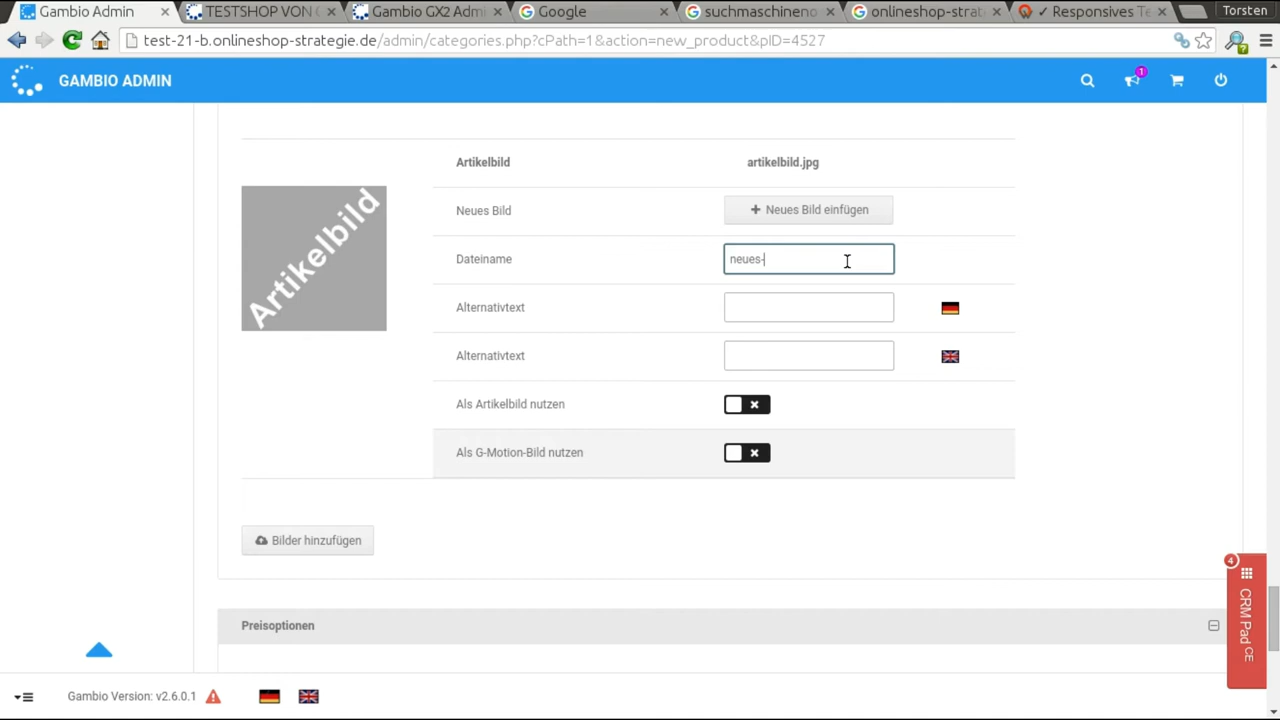 Gambio Admin
TESTSHOP VON G
Gambio GX2 Admi
Google
suchmaschineno
onlineshop-strat
✓ Responsives Te
Torsten
test-21-b.onlineshop-strategie.de/admin/categories.php?cPath=1&action=new_product&pID=4527
GAMBIO ADMIN
1
Artikelbild
artikelbild.jpg
Artikelbild
Neues Bild
Neues Bild einfügen
Dateiname
neues-
Alternativtext
Alternativtext
Als Artikelbild nutzen
Als G-Motion-Bild nutzen
Bilder hinzufügen
4
CRM Pad CE
Preisoptionen
Gambio Version: v2.6.0.1